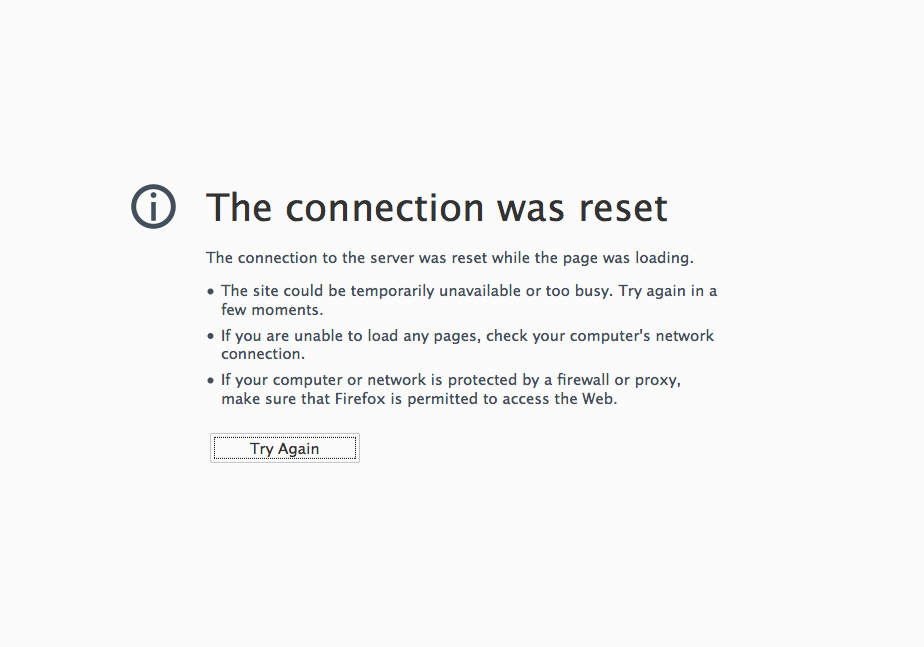 The connection was reset
The connection to the server was reset while the page was loading.
• The site could be temporarily unavailable or too busy. Try again in a
few moments.
• If you are unable to load any pages, check your computer's network
connection.
• If your computer or network is protected by a firewall or proxy,
make sure that Firefox is permitted to access the Web.
Try Again